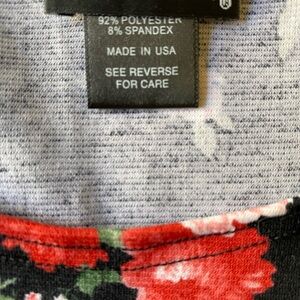 92% POLYESTER
8% SPANDEX
MADE IN USA
SEE REVERSE
FOR CARE